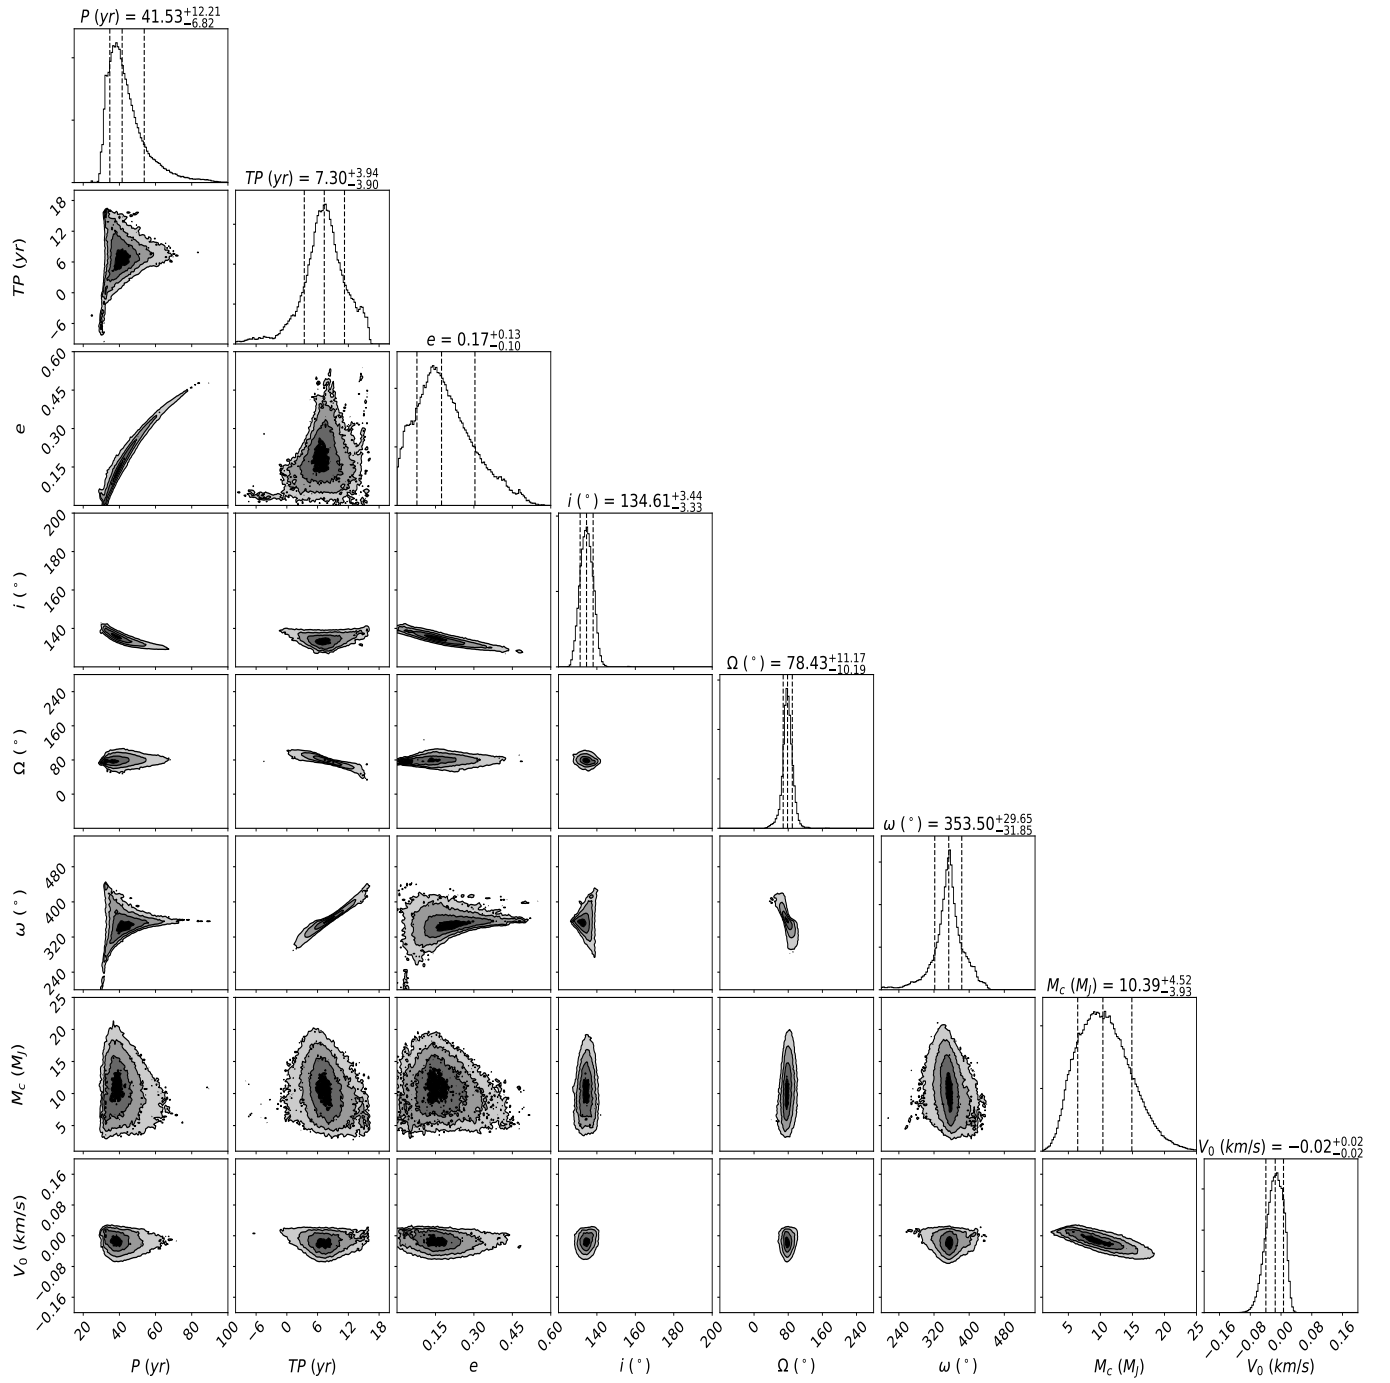 P (yr) = 41.53+12.21−6.82
TP (yr) = 7.30+3.94−3.90
18
12
6
0
−6
TP (yr)
e = 0.17+0.13−0.10
0.60
0.45
0.30
0.15
e
i (°) = 134.61+3.44−3.33
200
180
160
140
i (°)
Ω (°) = 78.43+11.17−10.19
240
160
80
0
Ω (°)
ω (°) = 353.50+29.65−31.85
480
400
320
240
ω (°)
Mc (MJ) = 10.39+4.52−3.93
25
20
15
10
5
Mc (MJ)
V0 (km/s) = −0.02+0.02−0.02
0.16
0.08
0.00
−0.08
−0.16
V0 (km/s)
20 40 60 80 100 −6 0 6 12 18 0.15 0.30 0.45 0.60 140 160 180 200 0 80 160 240 240 320 400 480 5 10 15 20 25 −0.16 −0.08 0.00 0.08 0.16
P (yr) TP (yr) e i (°) Ω (°) ω (°) Mc (MJ) V0 (km/s)